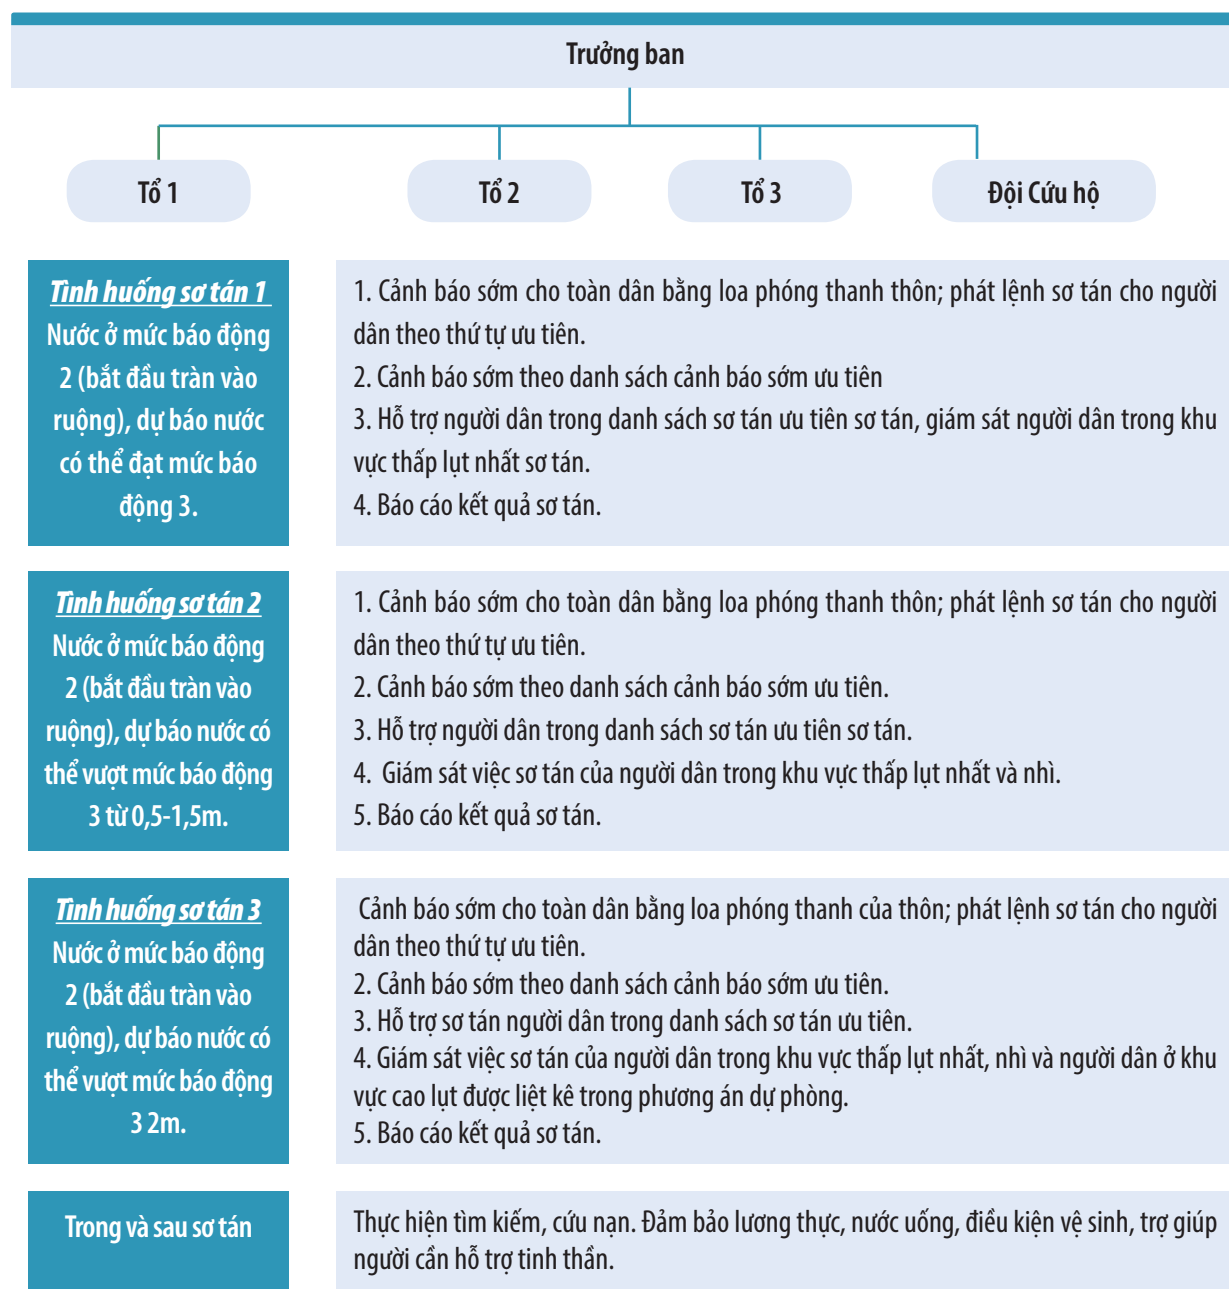 Trưởng ban
Tổ 1
Tổ 2
Tổ 3
Đội Cứu hộ
Tình huống sơ tán 1
Nước ở mức báo động
2 (bắt đầu tràn vào
ruộng), dự báo nước
có thể đạt mức báo
động 3.
1. Cảnh báo sớm cho toàn dân bằng loa phóng thanh thôn; phát lệnh sơ tán cho người
dân theo thứ tự ưu tiên.
2. Cảnh báo sớm theo danh sách cảnh báo sớm ưu tiên
3. Hỗ trợ người dân trong danh sách sơ tán ưu tiên sơ tán, giám sát người dân trong khu
vực thấp lụt nhất sơ tán.
4. Báo cáo kết quả sơ tán.
Tình huống sơ tán 2
Nước ở mức báo động
2 (bắt đầu tràn vào
ruộng), dự báo nước có
thể vượt mức báo động
3 từ 0,5-1,5m.
1. Cảnh báo sớm cho toàn dân bằng loa phóng thanh thôn; phát lệnh sơ tán cho người
dân theo thứ tự ưu tiên.
2. Cảnh báo sớm theo danh sách cảnh báo sớm ưu tiên.
3. Hỗ trợ người dân trong danh sách sơ tán ưu tiên sơ tán.
4. Giám sát việc sơ tán của người dân trong khu vực thấp lụt nhất và nhì.
5. Báo cáo kết quả sơ tán.
Tình huống sơ tán 3
Nước ở mức báo động
2 (bắt đầu tràn vào
ruộng), dự báo nước có
thể vượt mức báo động
3 2m.
Cảnh báo sớm cho toàn dân bằng loa phóng thanh của thôn; phát lệnh sơ tán cho người
dân theo thứ tự ưu tiên.
2. Cảnh báo sớm theo danh sách cảnh báo sớm ưu tiên.
3. Hỗ trợ sơ tán người dân trong danh sách sơ tán ưu tiên.
4. Giám sát việc sơ tán của người dân trong khu vực thấp lụt nhất, nhì và người dân ở khu
vực cao lụt được liệt kê trong phương án dự phòng.
5. Báo cáo kết quả sơ tán.
Trong và sau sơ tán
Thực hiện tìm kiếm, cứu nạn. Đảm bảo lương thực, nước uống, điều kiện vệ sinh, trợ giúp
người cần hỗ trợ tinh thần.